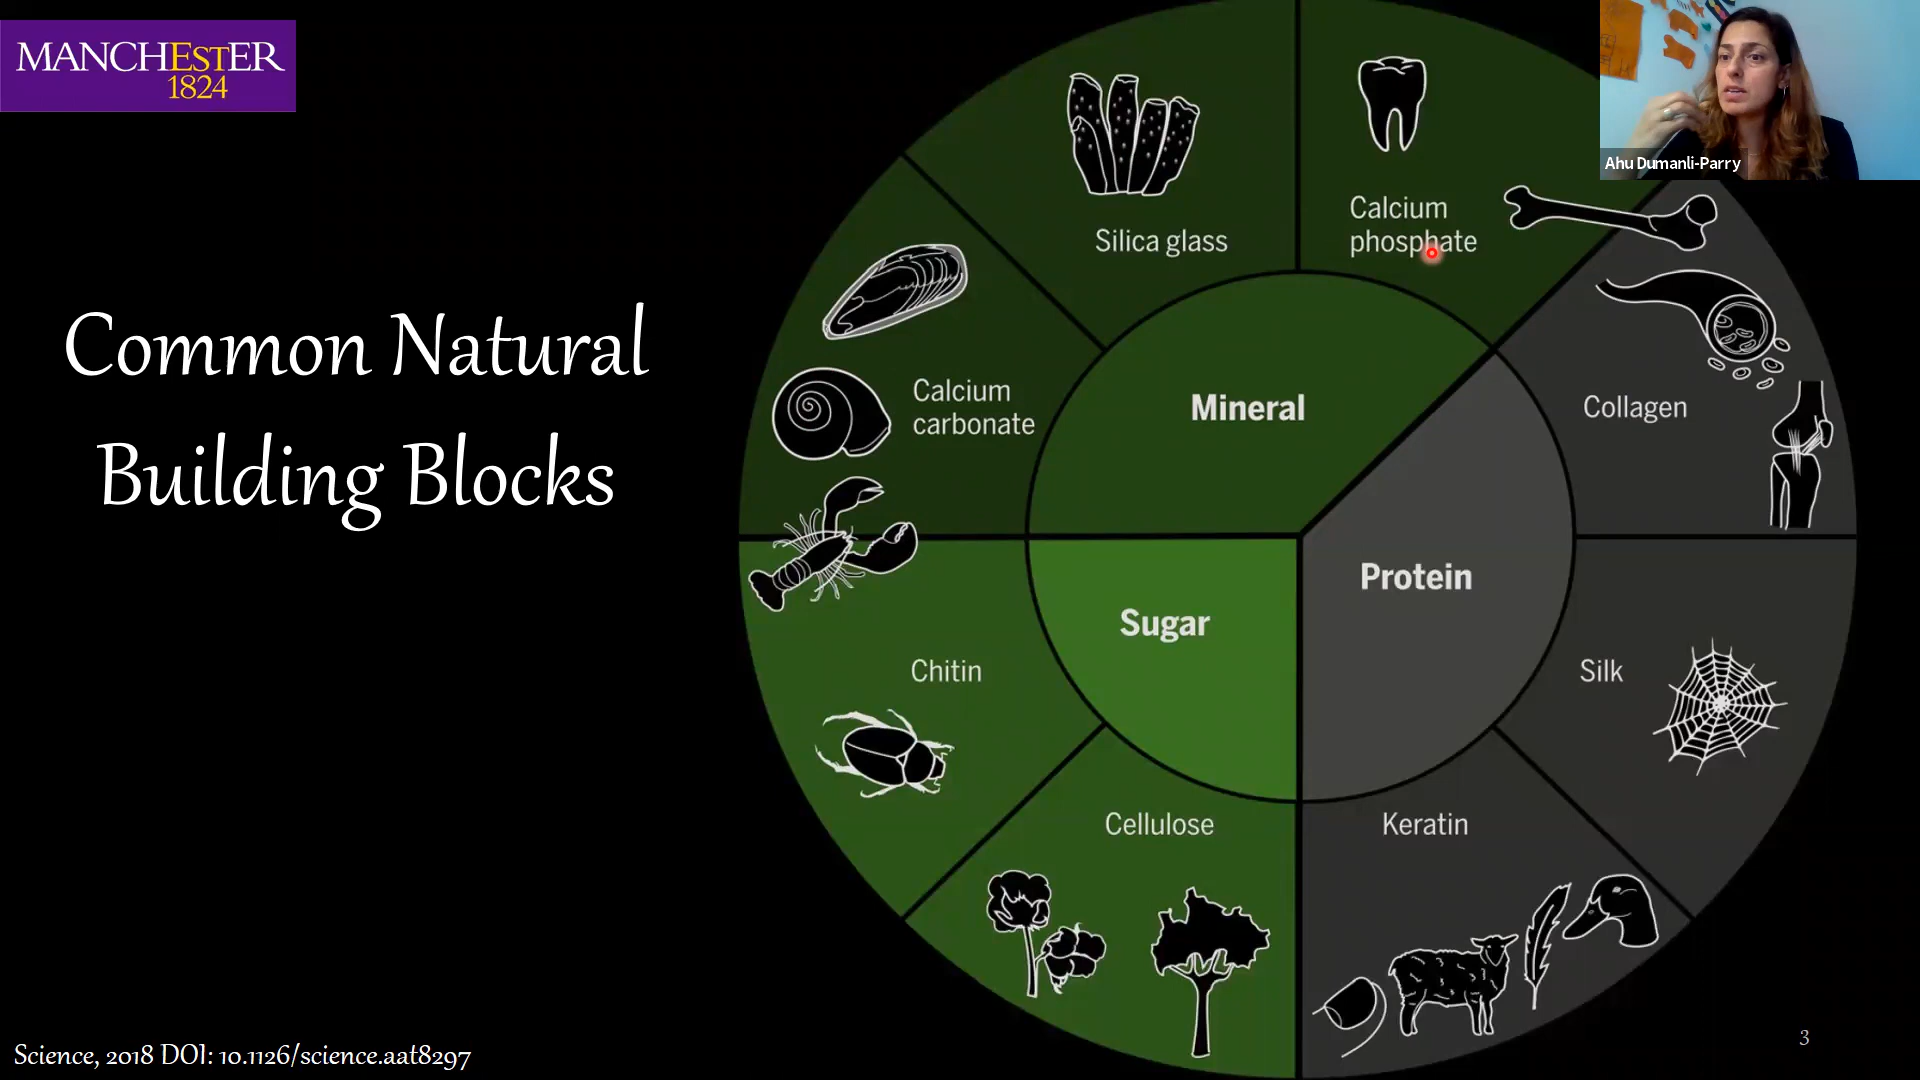 MANCHEstER
1824
Ahu Dumanli-Parry
Common Natural
Building Blocks
Silica glass
Calcium
phosphate
Calcium
carbonate
Mineral
Collagen
Protein
Sugar
Chitin
Silk
Cellulose
Keratin
Science, 2018 DOI: 10.1126/science.aat8297
3